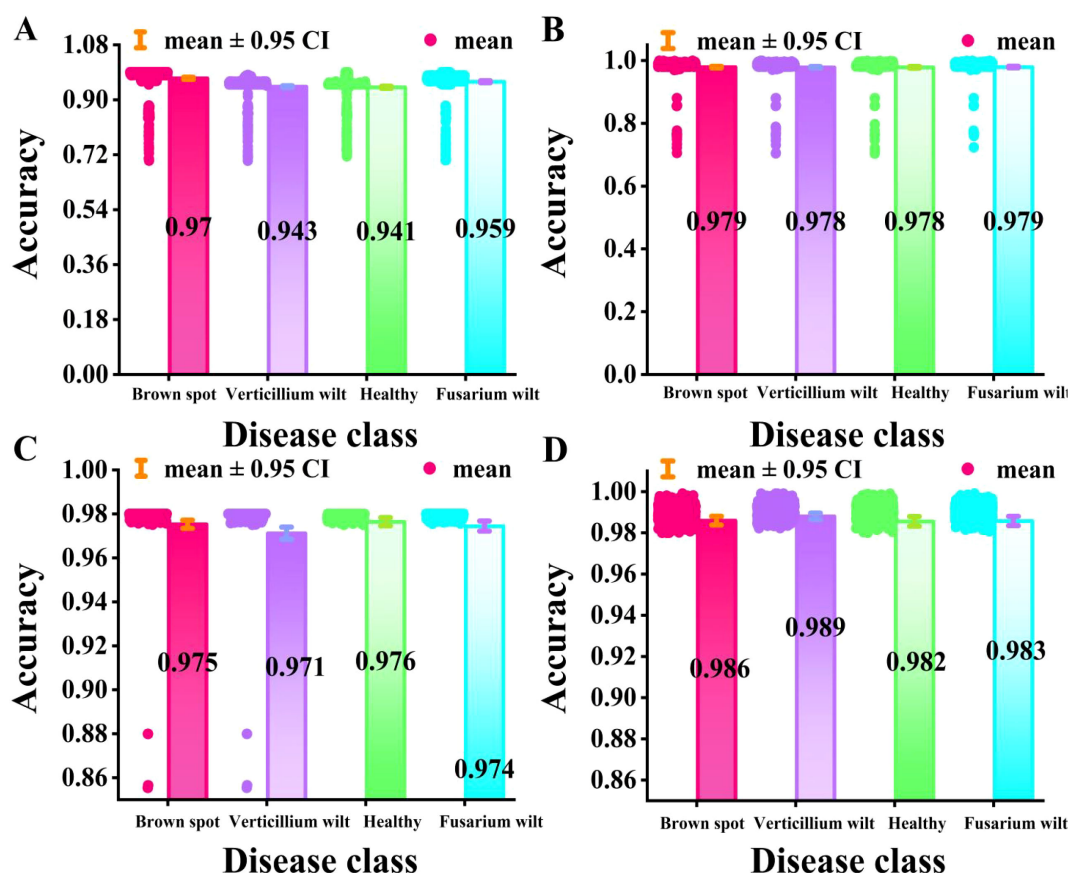 A
mean ± 0.95 CI
mean
Accuracy
1.08
0.90
0.72
0.54
0.36
0.18
0.00
0.97
0.943
0.941
0.959
Brown spot
Verticillium wilt
Healthy
Fusarium wilt
Disease class
B
mean ± 0.95 CI
mean
Accuracy
1.0
0.8
0.6
0.4
0.2
0.0
0.979
0.978
0.978
0.979
Brown spot
Verticillium wilt
Healthy
Fusarium wilt
Disease class
C
mean ± 0.95 CI
mean
Accuracy
1.00
0.98
0.96
0.94
0.92
0.90
0.88
0.86
0.975
0.971
0.976
0.974
Brown spot
Verticillium wilt
Healthy
Fusarium wilt
Disease class
D
mean ± 0.95 CI
mean
Accuracy
1.00
0.98
0.96
0.94
0.92
0.90
0.88
0.86
0.986
0.989
0.982
0.983
Brown spot
Verticillium wilt
Healthy
Fusarium wilt
Disease class